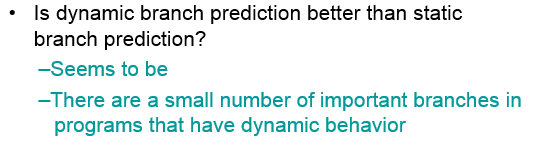 • Is dynamic branch prediction better than static
branch prediction?
–Seems to be
–There are a small number of important branches in
programs that have dynamic behavior